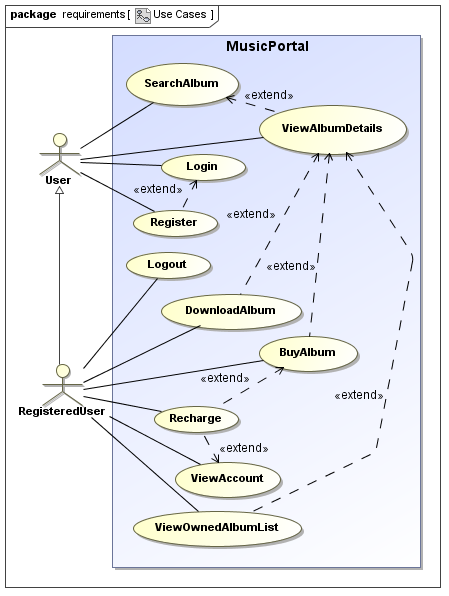 package requirements [ Use Cases ]
MusicPortal
SearchAlbum
«extend»
ViewAlbumDetails
User
Login
«extend»
Register
«extend»
Logout
«extend»
DownloadAlbum
BuyAlbum
«extend»
«extend»
RegisteredUser
Recharge
«extend»
ViewAccount
ViewOwnedAlbumList